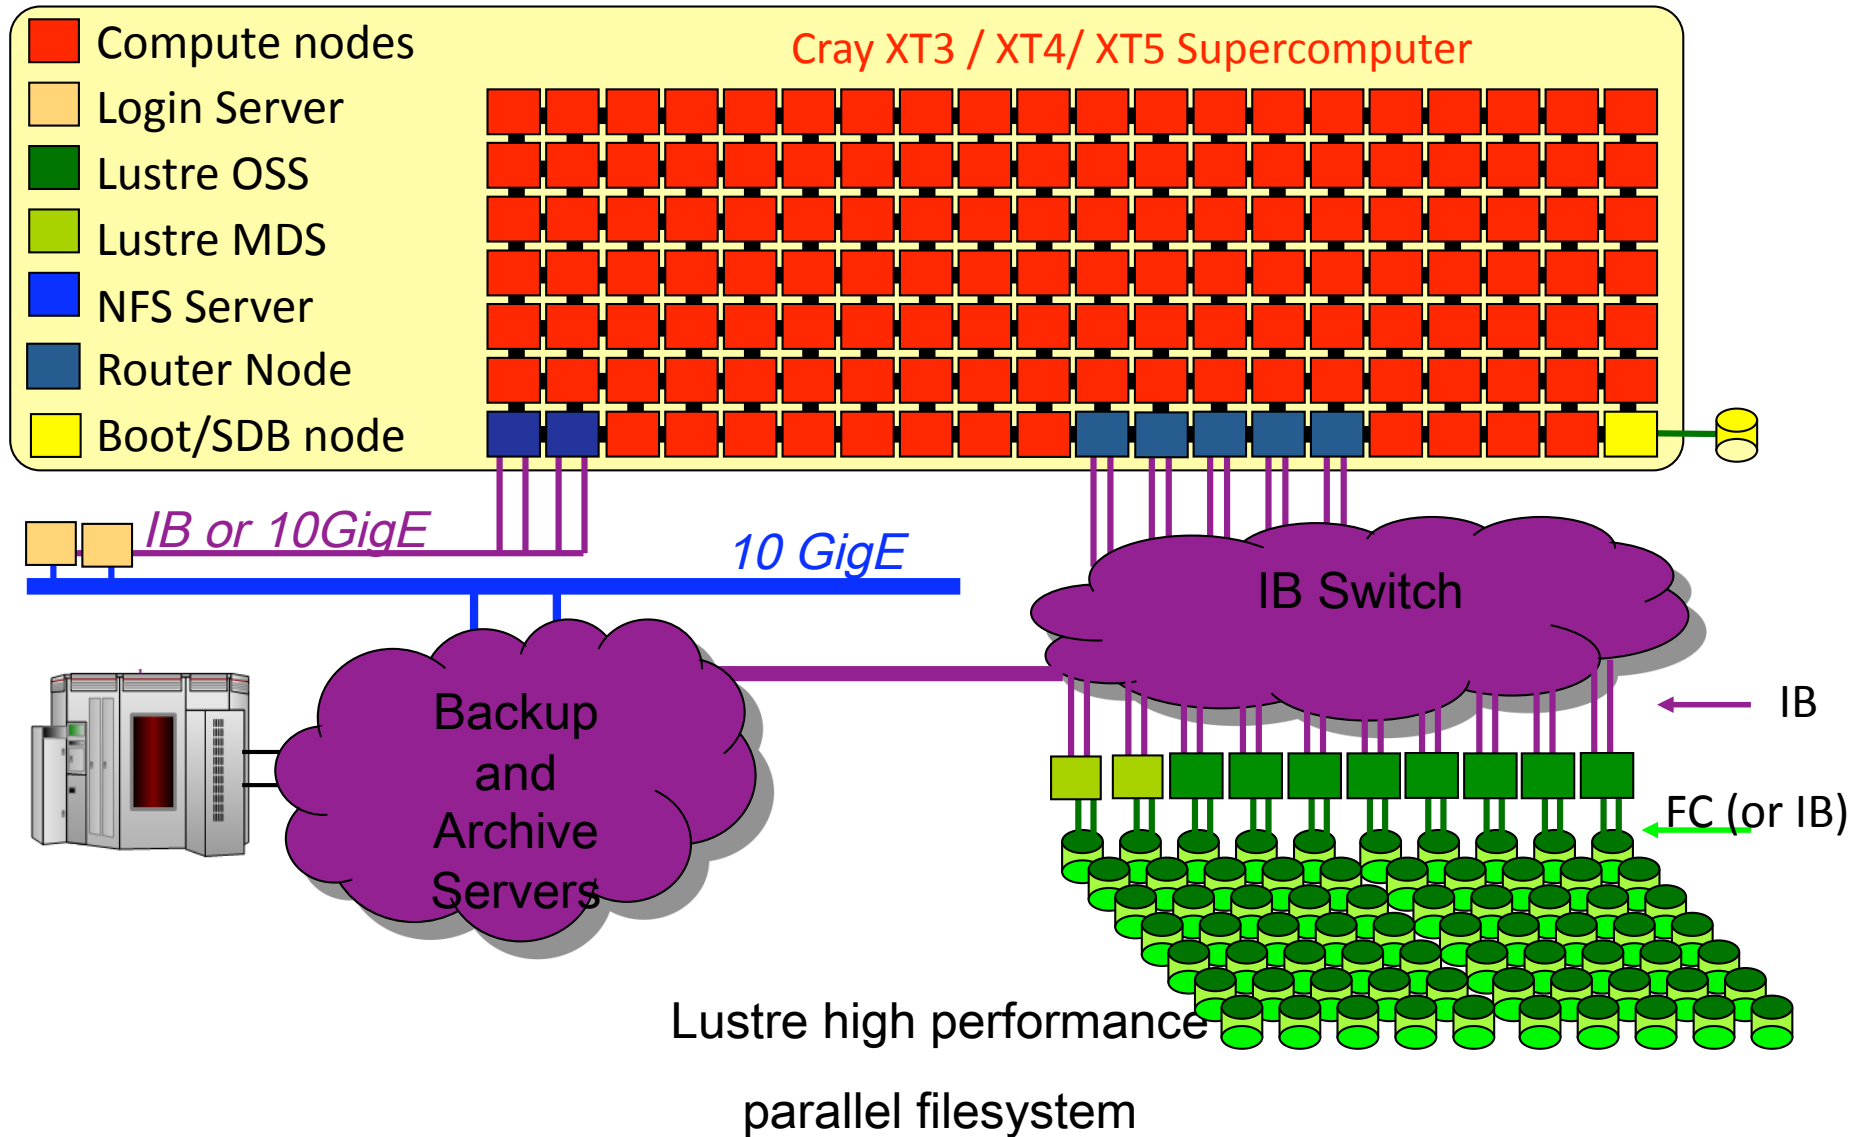 Compute nodes
Cray XT3 / XT4/ XT5 Supercomputer
Login Server
Lustre OSS
Lustre MDS
NFS Server
Router Node
Boot/SDB node
IB or 10GigE
10 GigE
IB Switch
Backup
and
Archive
Servers
IB
FC (or IB)
Lustre high performance
parallel filesystem